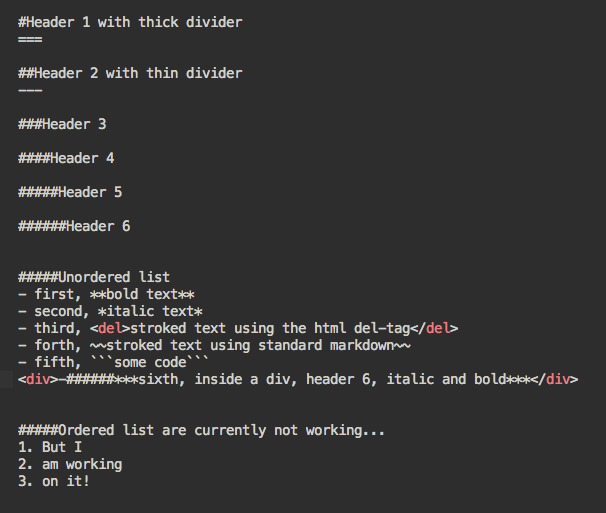 #Header 1 with thick divider
===
##Header 2 with thin divider
---
###Header 3
####Header 4
#####Header 5
######Header 6
#####Unordered list
- first, **bold text**
- second, *italic text*
- third, <del>stroked text using the html del-tag</del>
- forth, ~~stroked text using standard markdown~~
- fifth, ```some code```
<div>-######***sixth, inside a div, header 6, italic and bold***</div>
#####Ordered list are currently not working...
1. But I
2. am working
3. on it!